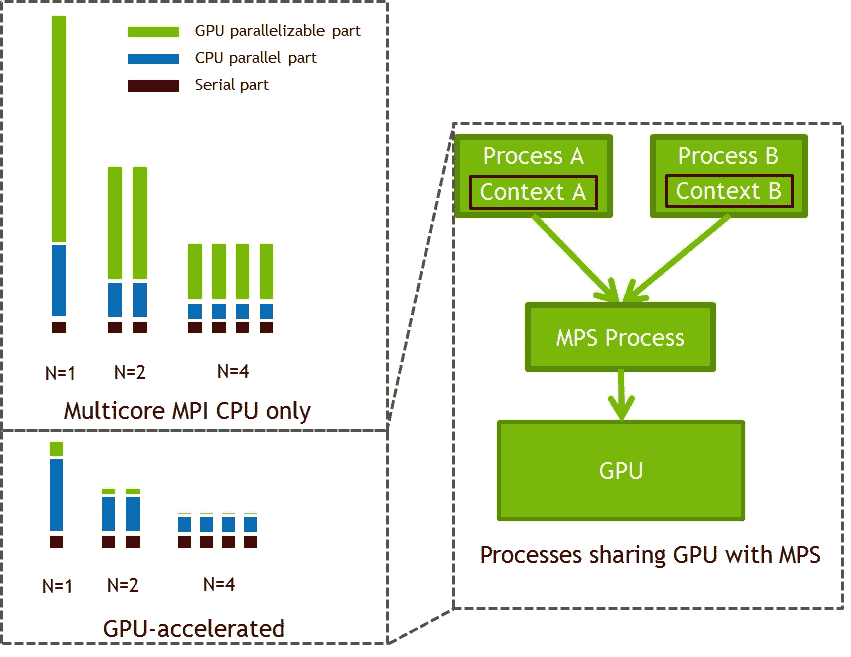 GPU parallelizable part
CPU parallel part
Serial part
N=1
N=2
N=4
Multicore MPI CPU only
N=1
N=2
N=4
GPU-accelerated
Process A
Context A
Process B
Context B
MPS Process
GPU
Processes sharing GPU with MPS